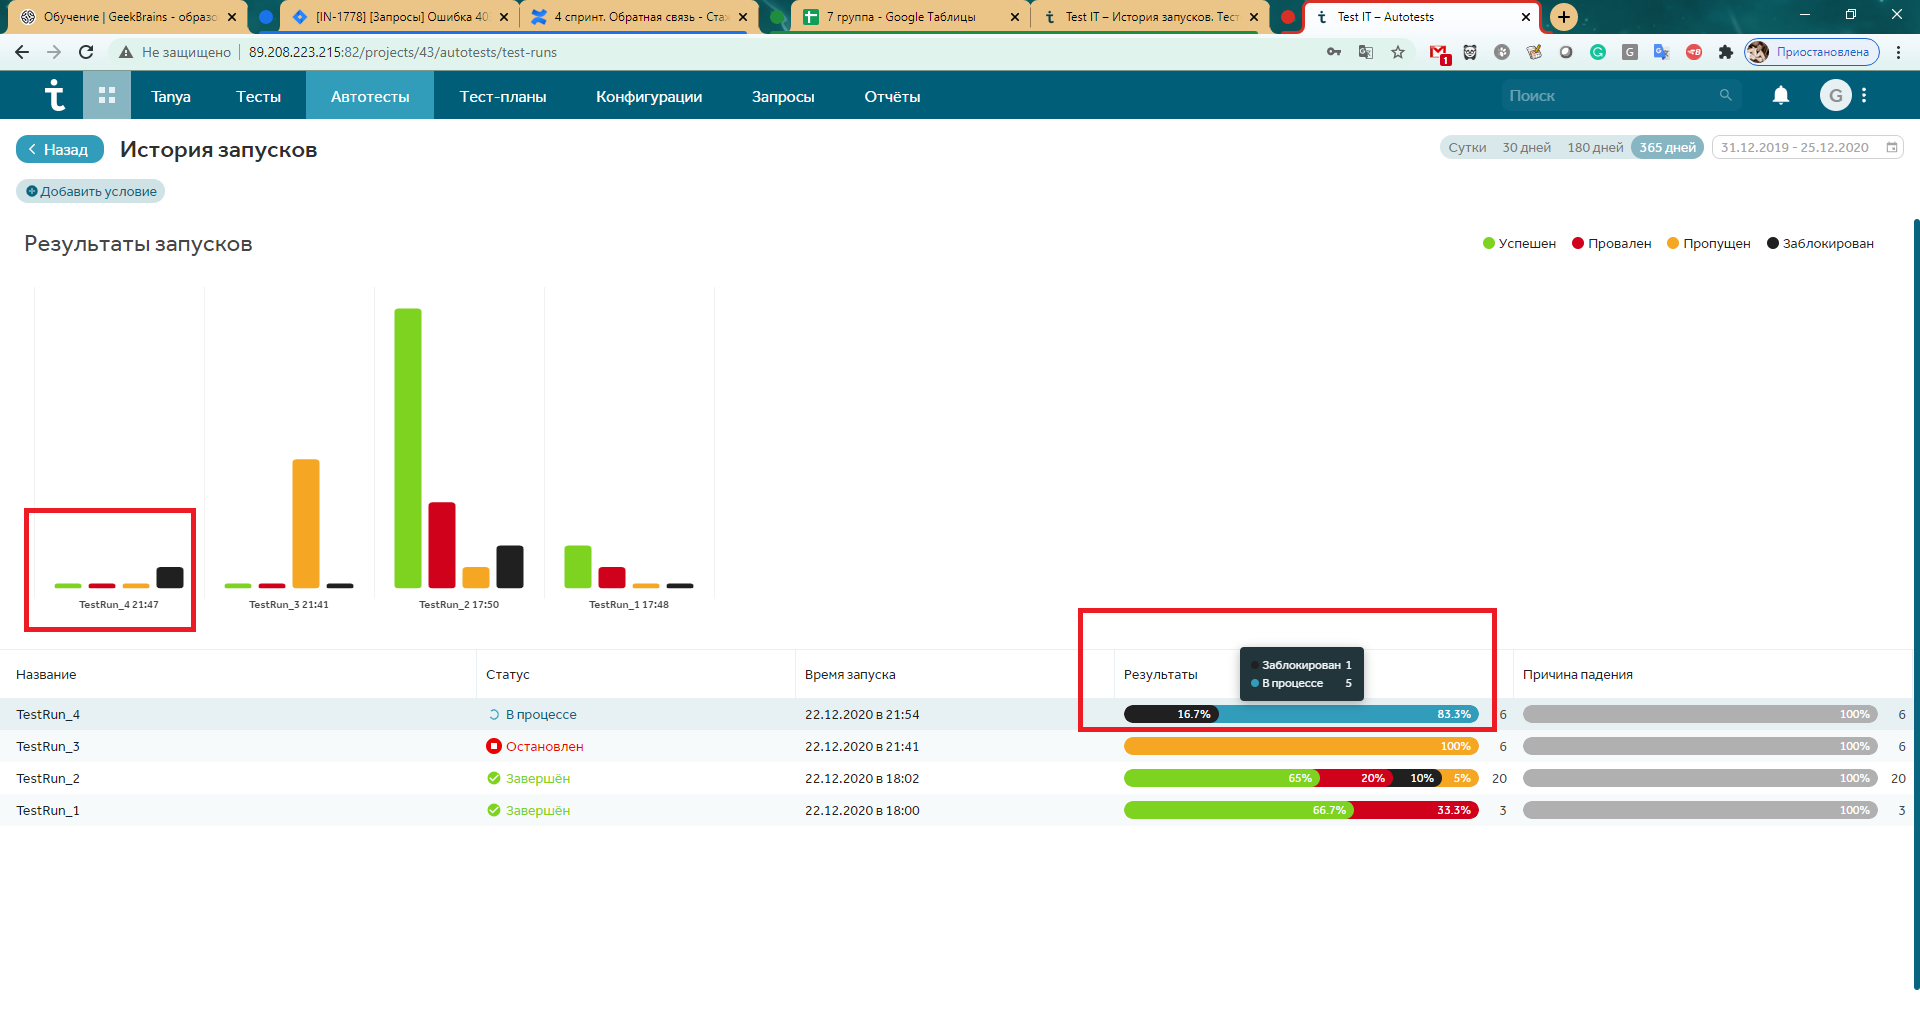 Обучение | GeekBrains - образо
[IN-1778] [Запросы] Ошибка 40
4 спринт. Обратная связь - Ста
7 группа - Google Таблицы
Test IT – История запусков. Тест
Test IT – Autotests
Не защищено
89.208.223.215:82/projects/43/autotests/test-runs
1
Приостановлена
Tanya
Тесты
Автотесты
Тест-планы
Конфигурации
Запросы
Отчёты
Поиск
G
Назад
История запусков
Сутки
30 дней
180 дней
365 дней
31.12.2019 - 25.12.2020
Добавить условие
Результаты запусков
Успешен
Провален
Пропущен
Заблокирован
TestRun_4 21:47
TestRun_3 21:41
TestRun_2 17:50
TestRun_1 17:48
Заблокирован 1
В процессе 5
Название Статус Время запуска Результаты Причина падения
TestRun_4 В процессе 22.12.2020 в 21:54 16.7% 83.3% 6 100% 6
TestRun_3 Остановлен 22.12.2020 в 21:41 100% 6 100% 6
TestRun_2 Завершён 22.12.2020 в 18:02 65% 20% 10% 5% 20 100% 20
TestRun_1 Завершён 22.12.2020 в 18:00 66.7% 33.3% 3 100% 3